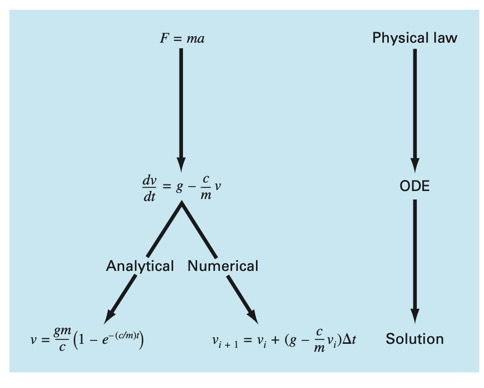 F = ma
Physical law
dv/dt = g − c/m v
ODE
Analytical
Numerical
v = gm/c (1 − e^−(c/m)t)
v_i + 1 = v_i + (g − c/m v_i)Δt
Solution